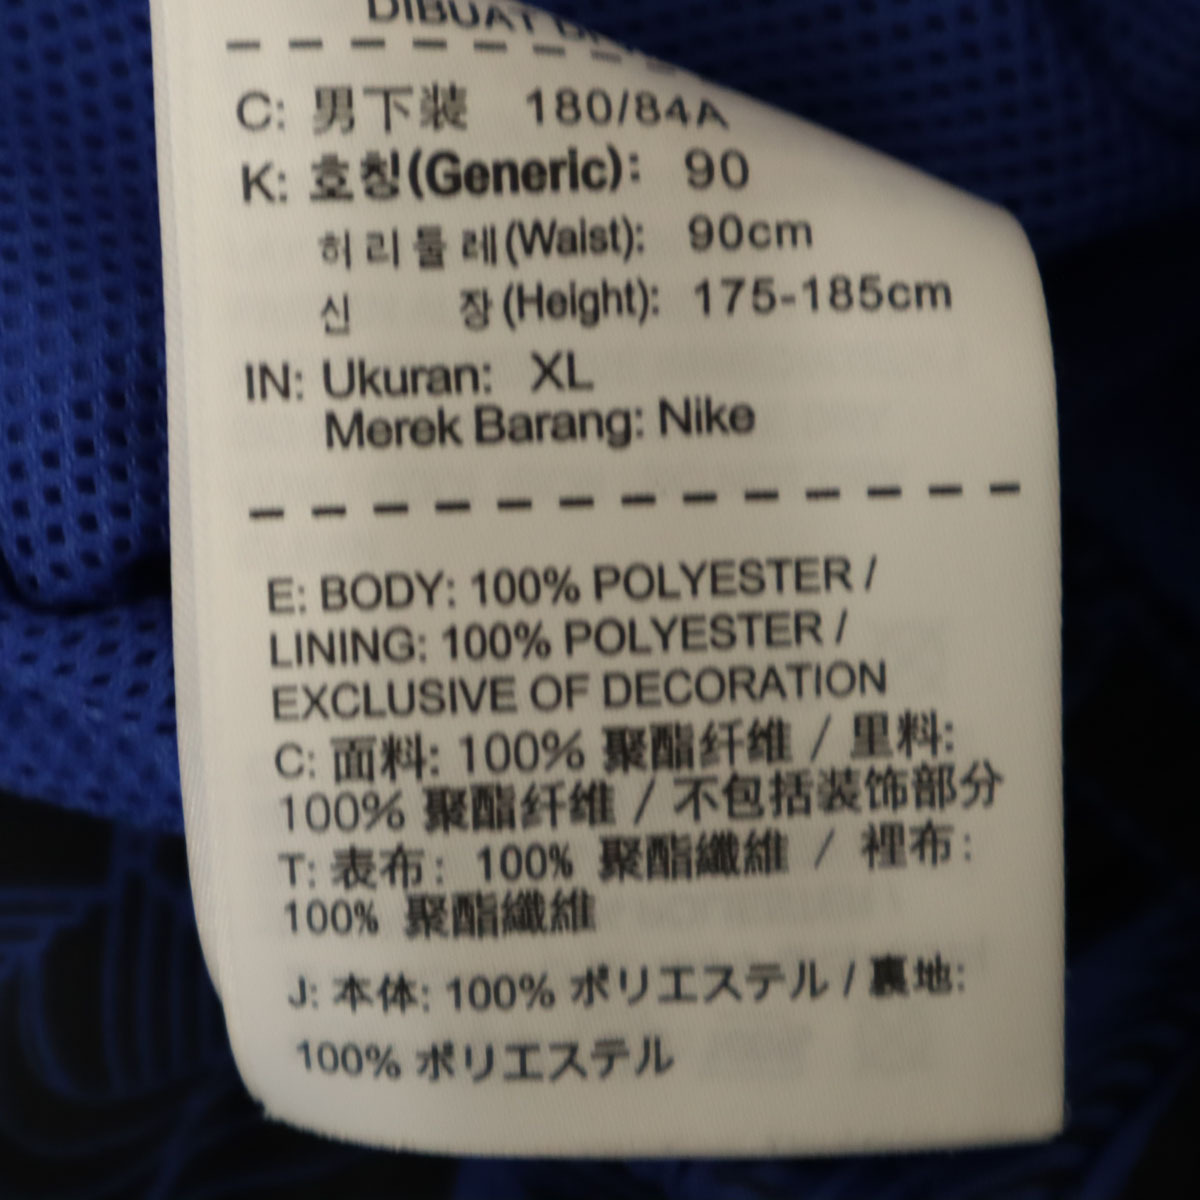 DIBUAT
C: 男下装 180/84A
K: 호칭(Generic): 90
허리둘레(Waist): 90cm
신 장(Height): 175-185cm
IN: Ukuran: XL
Merek Barang: Nike
E: BODY: 100% POLYESTER /
LINING: 100% POLYESTER /
EXCLUSIVE OF DECORATION
C: 面料: 100% 聚酯纤维 / 里料:
100% 聚酯纤维 / 不包括装饰部分
T: 表布: 100% 聚酯纖維 / 裡布:
100% 聚酯纖維
J: 本体: 100% ポリエステル / 裏地:
100% ポリエステル